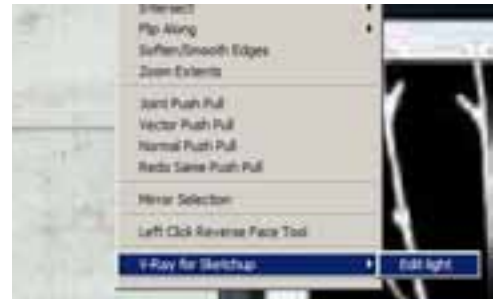 Intersect
Flip Along
Soften/Smooth Edges
Zoom Extents
Joint Push Pull
Vector Push Pull
Normal Push Pull
Redo Same Push Pull
Mirror Selection
Left Click Reverse Face Tool
V-Ray for Sketchup
Edit light